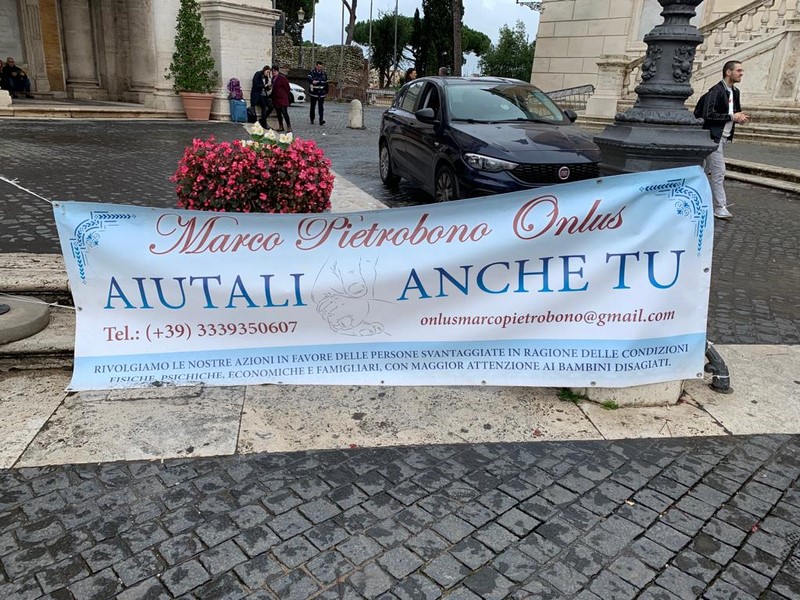 Marco Pietrobono Onlus
AIUTALI ANCHE TU
Tel.: (+39) 3339350607 onlusmarcopietrobono@gmail.com
RIVOLGIAMO LE NOSTRE AZIONI IN FAVORE DELLE PERSONE SVANTAGGIATE IN RAGIONE DELLE CONDIZIONI
FISICHE, PSICHICHE, ECONOMICHE E FAMIGLIARI, CON MAGGIOR ATTENZIONE AI BAMBINI DISAGIATI.